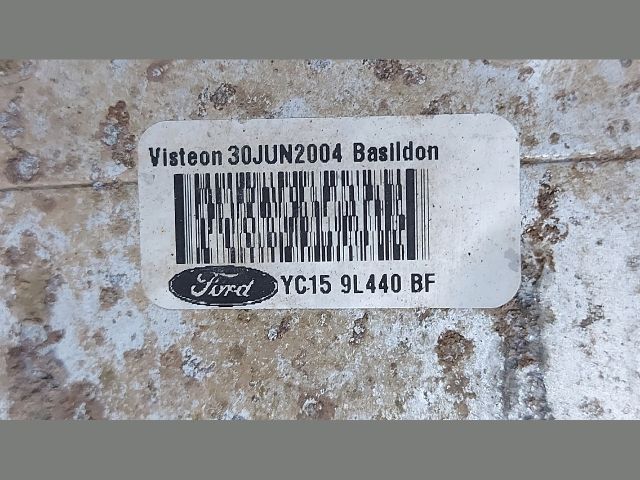 Visteon 30JUN2004 Basildon
Ford YC15 9L440 BF